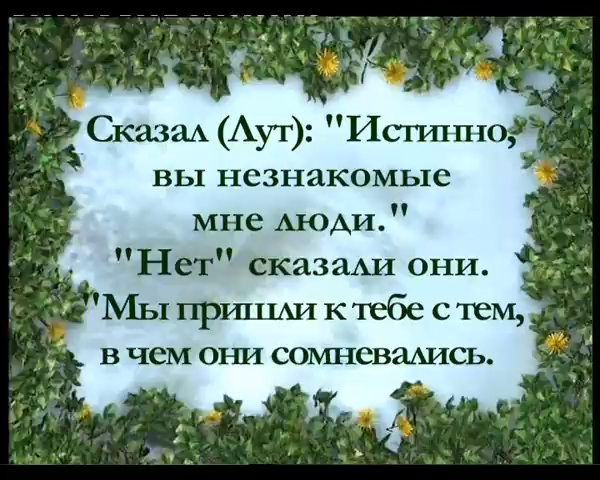 Сказал (Лут): "Истинно,
вы незнакомые
мне люди."
"Нет" сказали они.
"Мы пришли к тебе с тем,
в чем они сомневались.